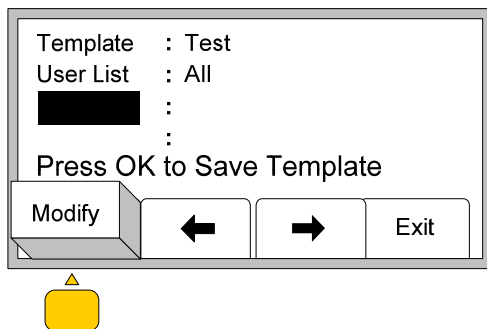 Template : Test
User List : All
:
:
Press OK to Save Template
Modify Exit